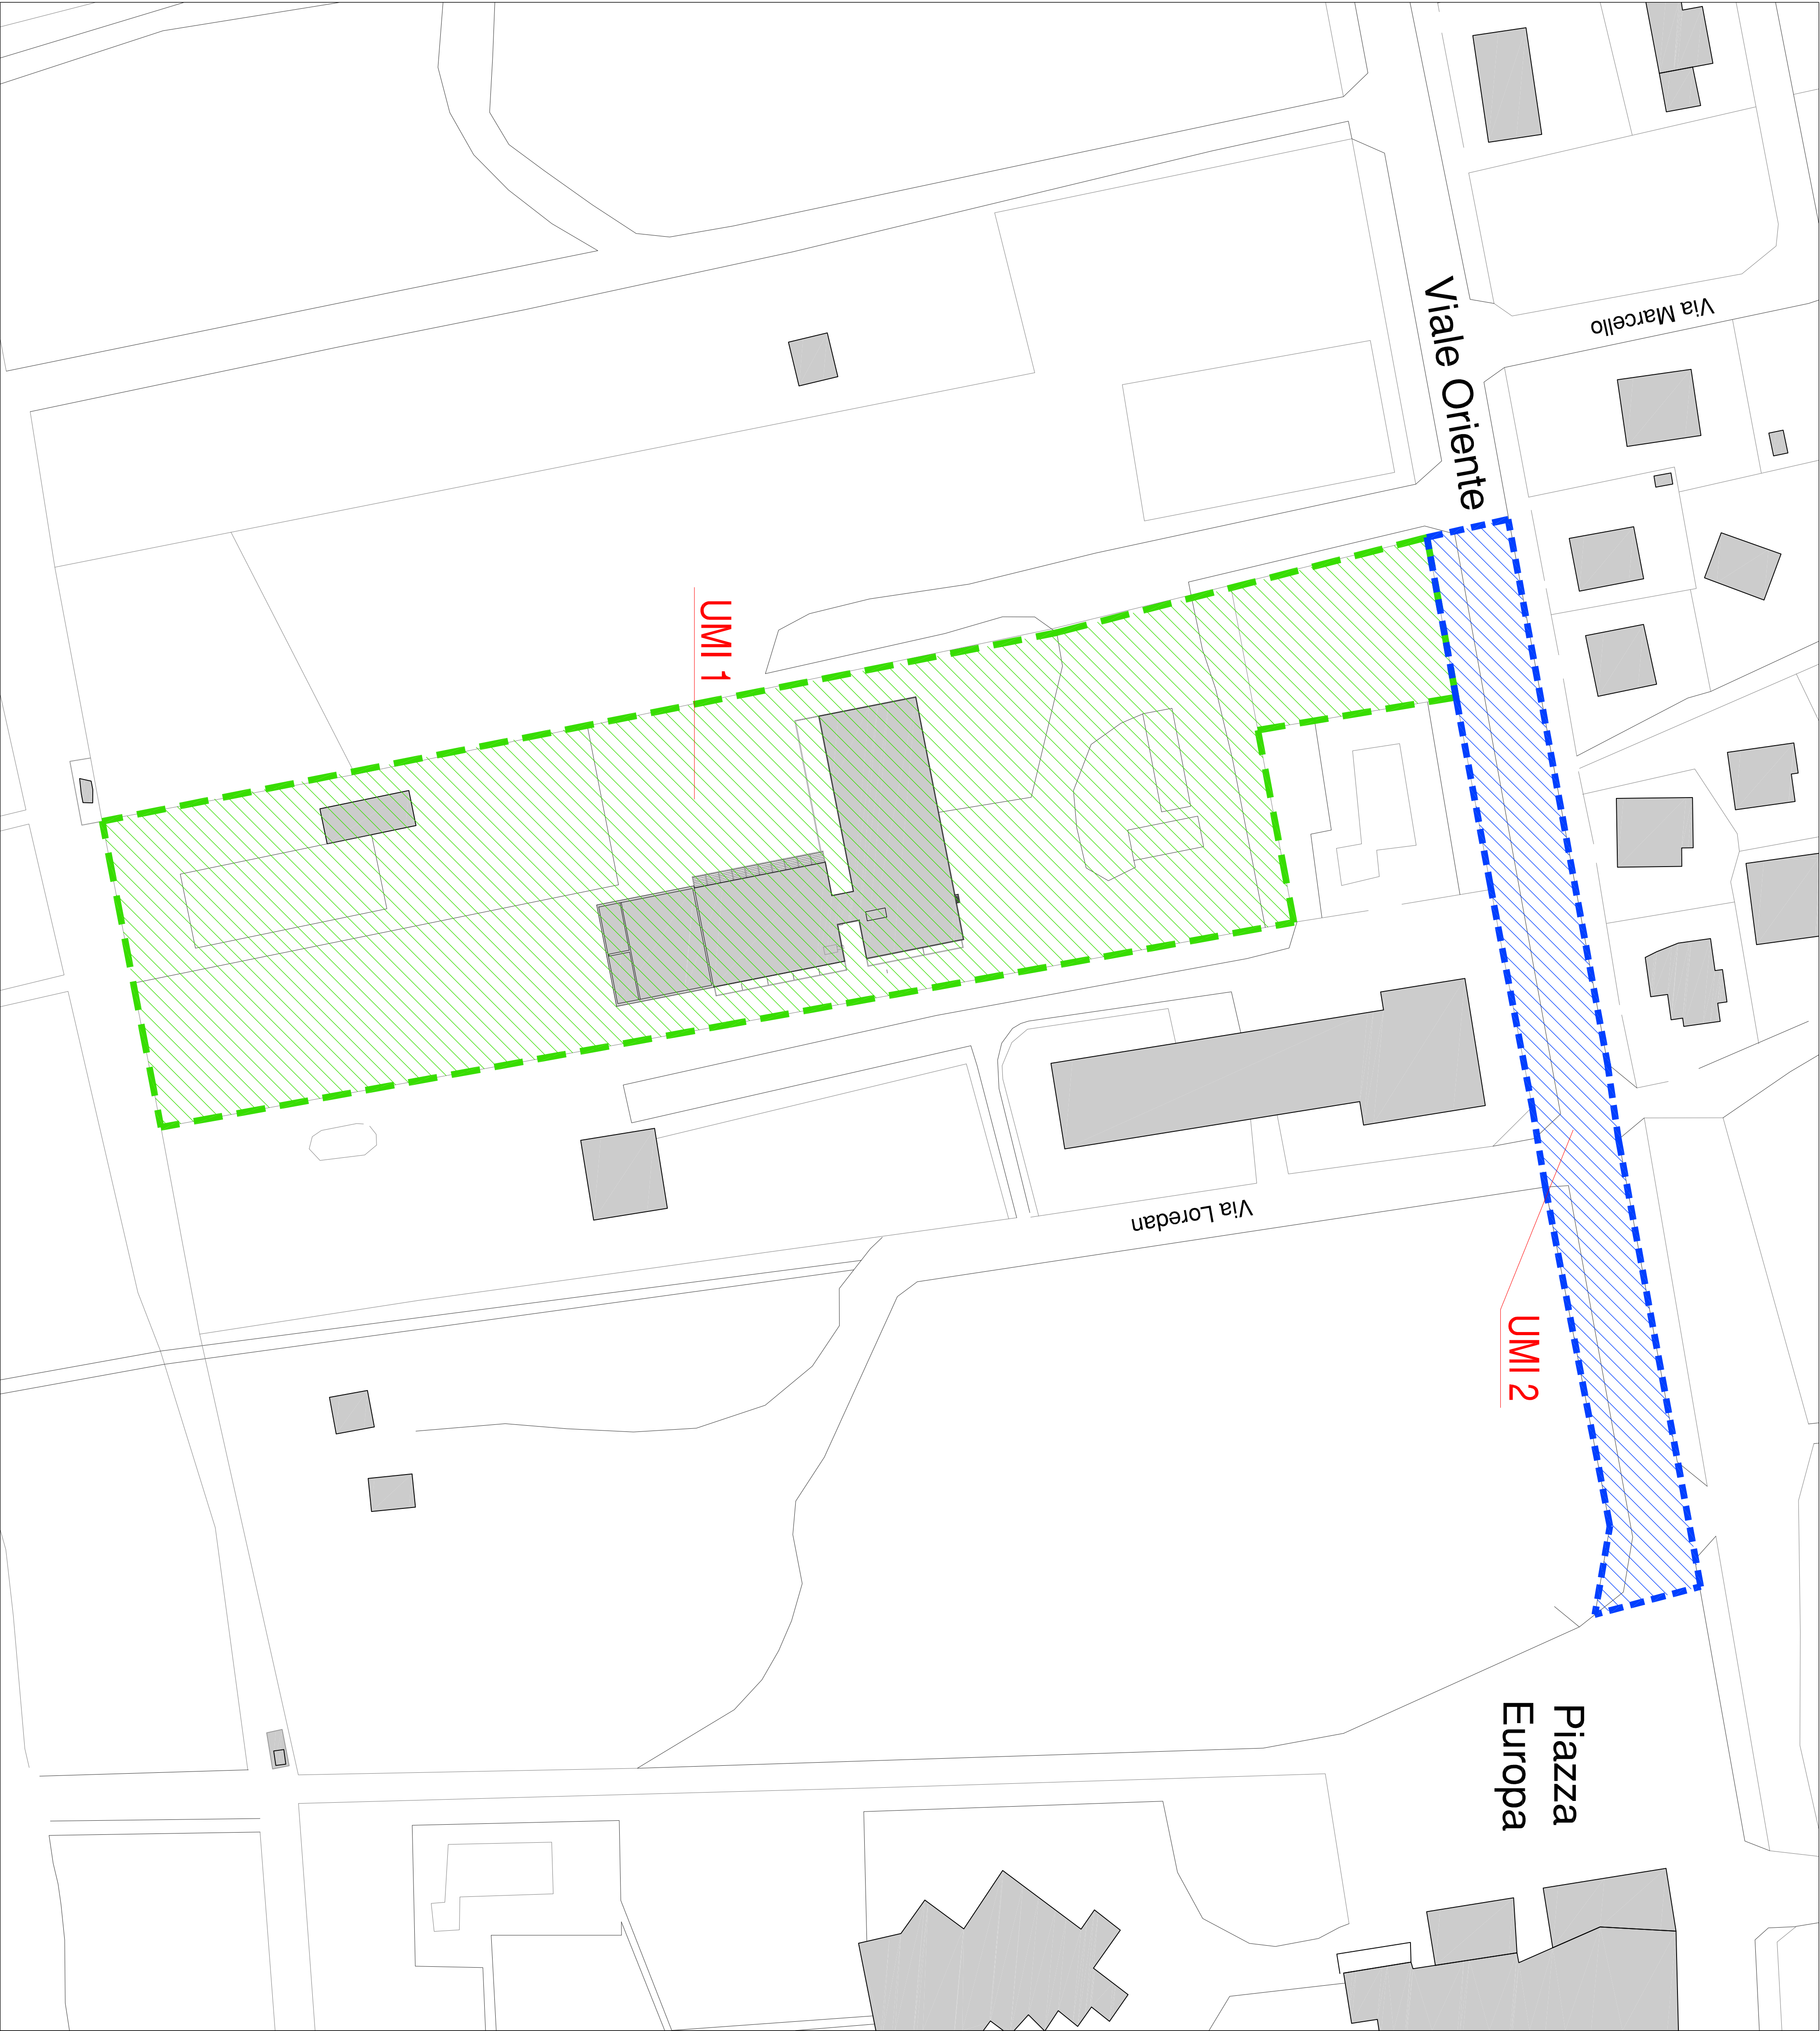 Viale Oriente
Via Marcello
UMI 1
Via Loredan
UMI 2
Piazza
Europa